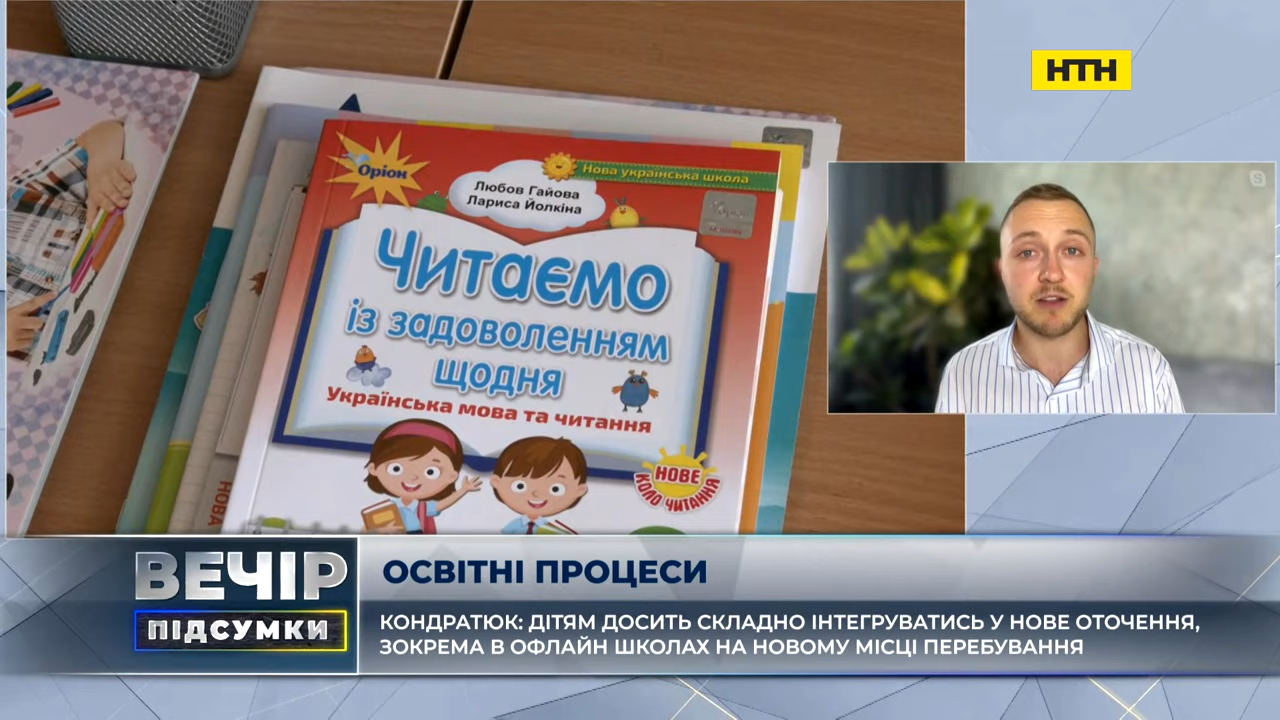 НТН
Оріон
Нова українська школа
Любов Гайова
Лариса Йолкіна
Читаємо
із задоволенням
щодня
Українська мова та читання
НОВЕ
КОЛО ЧИТАННЯ
НОВА
ВЕЧІР
ПІДСУМКИ
ОСВІТНІ ПРОЦЕСИ
КОНДРАТЮК: ДІТЯМ ДОСИТЬ СКЛАДНО ІНТЕГРУВАТИСЬ У НОВЕ ОТОЧЕННЯ,
ЗОКРЕМА В ОФЛАЙН ШКОЛАХ НА НОВОМУ МІСЦІ ПЕРЕБУВАННЯ